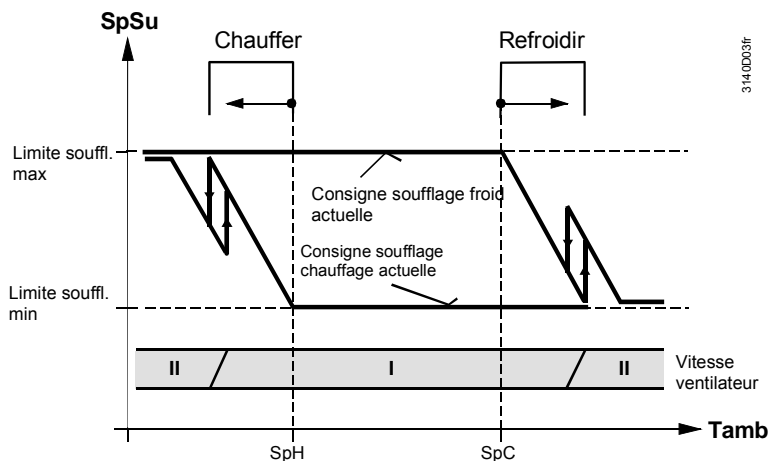 SpSu
Chauffer
Refroidir
3140D03fr
Limite souffl.
max
Consigne soufflage froid
actuelle
Consigne soufflage
chauffage actuelle
Limite souffl.
min
II
I
II
Vitesse
ventilateur
Tamb
SpH
SpC